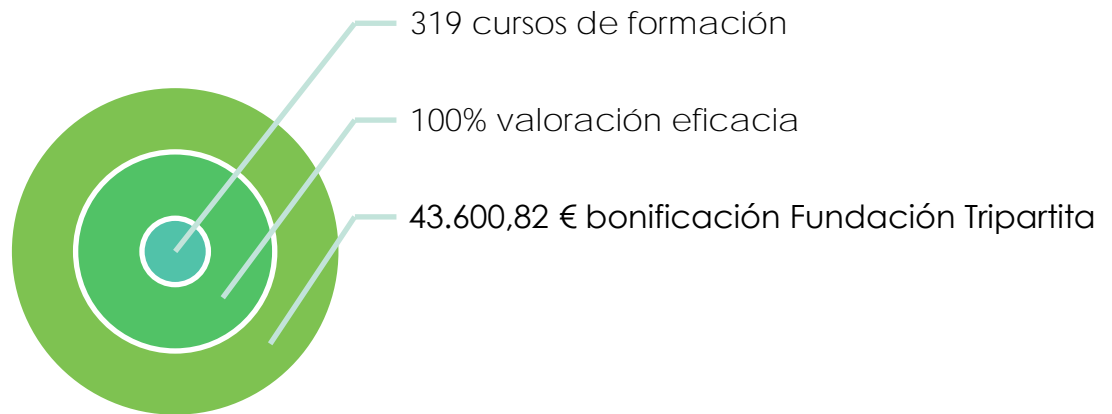 319 cursos de formación
100% valoración eficacia
43.600,82 € bonificación Fundación Tripartita